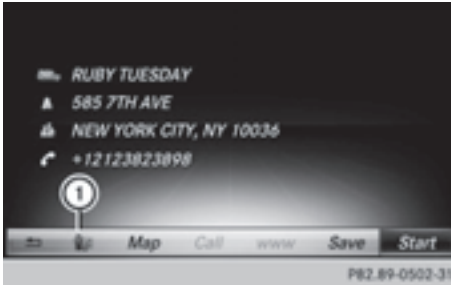 RUBY TUESDAY
585 7TH AVE
NEW YORK CITY, NY 10036
+12123823898
1
Map Call www Save Start
P82.89-0502-31